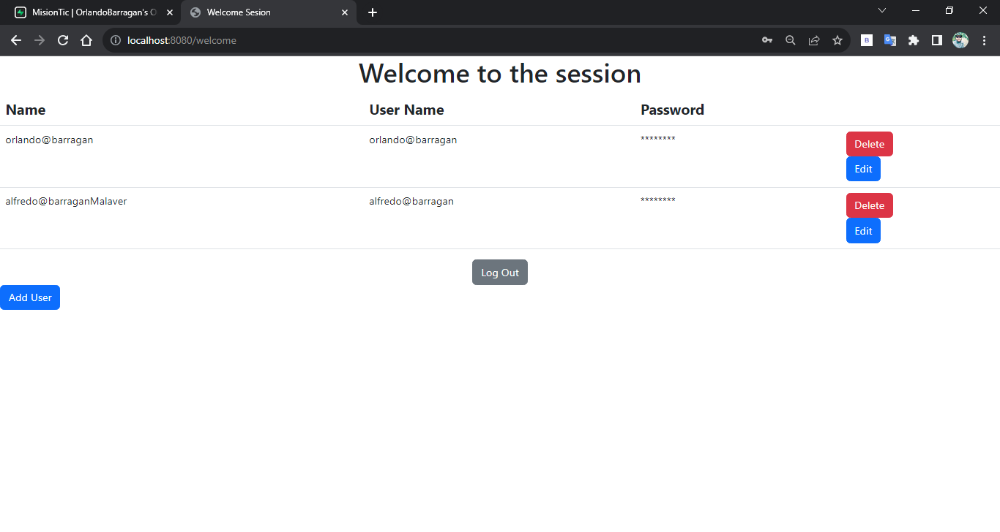 MisionTic | OrlandoBarragan's O
Welcome Sesion
localhost:8080/welcome
B
Welcome to the session
Name User Name Password
orlando@barragan orlando@barragan ******** Delete
Edit
alfredo@barraganMalaver alfredo@barragan ******** Delete
Edit
Log Out
Add User